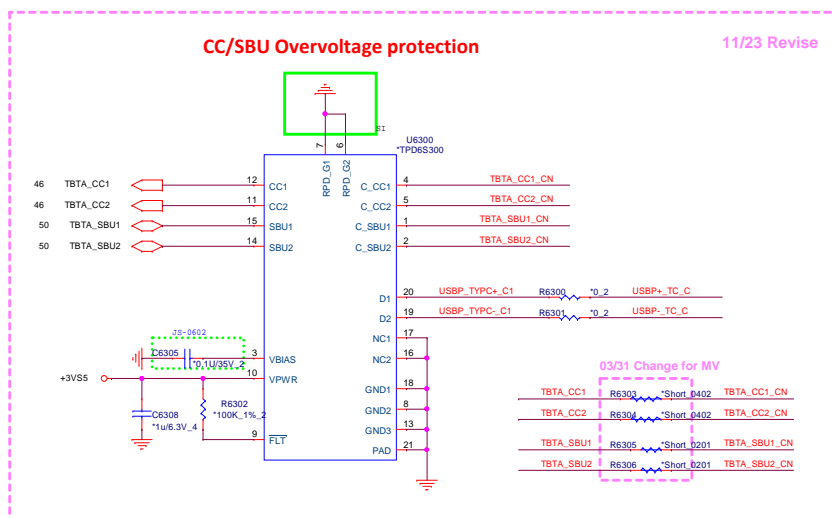 CC/SBU Overvoltage protection
11/23 Revise
SI
U6300
*TPD6S300
7
6
RPD_G1
RPD_G2
46 TBTA_CC1 12 CC1 C_CC1 4 TBTA_CC1_CN
46 TBTA_CC2 11 CC2 C_CC2 5 TBTA_CC2_CN
50 TBTA_SBU1 15 SBU1 C_SBU1 1 TBTA_SBU1_CN
50 TBTA_SBU2 14 SBU2 C_SBU2 2 TBTA_SBU2_CN
D1 20 USBP_TYPC+_C1 R6300 *0_2 USBP+_TC_C
D2 19 USBP_TYPC-_C1 R6301 *0_2 USBP-_TC_C
JS-0602
C6305
*0.1U/35V_2
3 VBIAS
+3VS5 10 VPWR
C6308
*1u/6.3V_4
R6302
*100K_1%_2
9 FLT
NC1 17
NC2 16
GND1 18
GND2 8
GND3 13
PAD 21
03/31 Change for MV
TBTA_CC1 R6303 *Short_0402 TBTA_CC1_CN
TBTA_CC2 R6304 *Short_0402 TBTA_CC2_CN
TBTA_SBU1 R6305 *Short_0201 TBTA_SBU1_CN
TBTA_SBU2 R6306 *Short_0201 TBTA_SBU2_CN